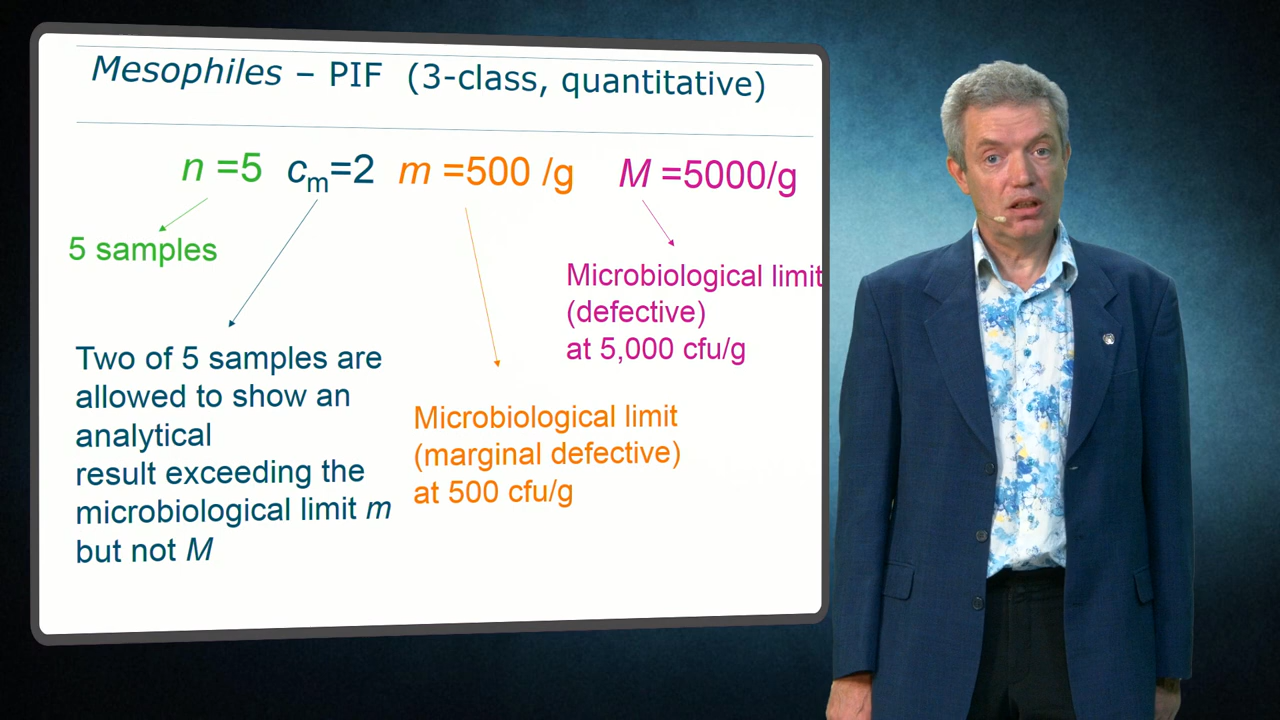 Mesophiles – PIF (3-class, quantitative)
n =5 cm=2 m =500 /g M =5000/g
5 samples
Two of 5 samples are
allowed to show an
analytical
result exceeding the
microbiological limit m
but not M
Microbiological limit
(marginal defective)
at 500 cfu/g
Microbiological limit
(defective)
at 5,000 cfu/g